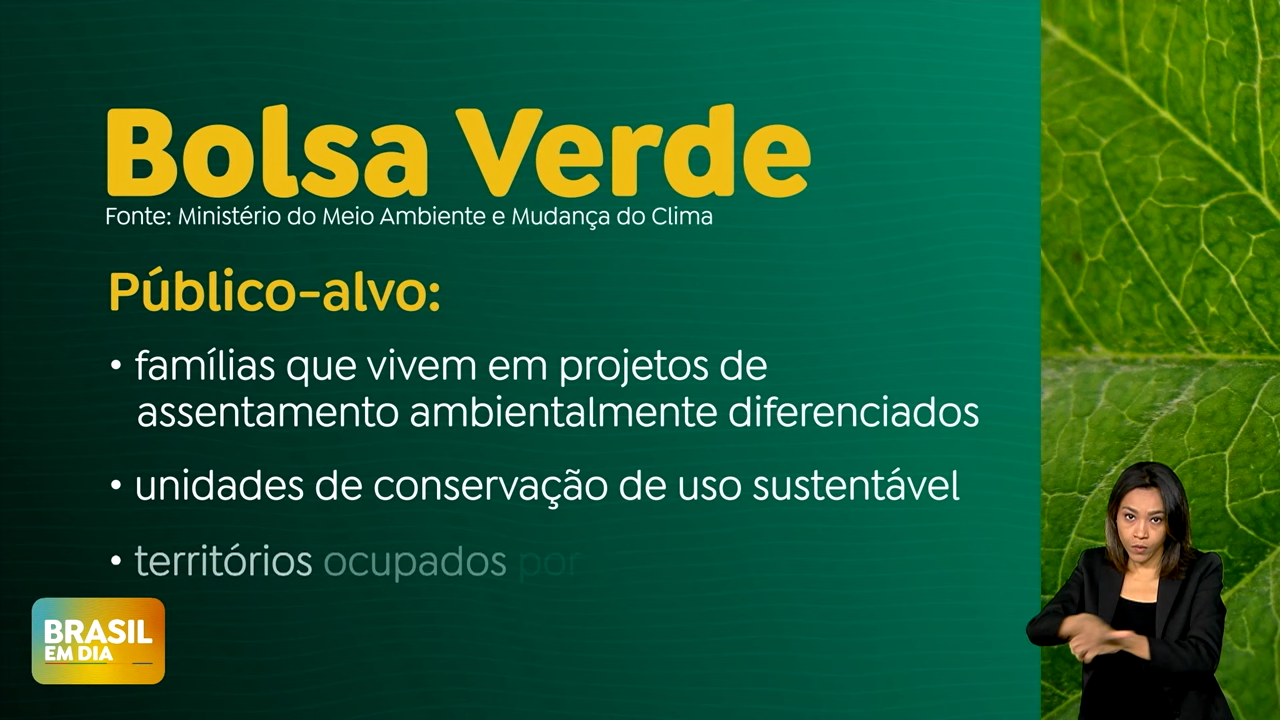 Bolsa Verde
Fonte: Ministério do Meio Ambiente e Mudança do Clima
Público-alvo:
• famílias que vivem em projetos de
assentamento ambientalmente diferenciados
• unidades de conservação de uso sustentável
• territórios ocupados por
BRASIL
EM DIA